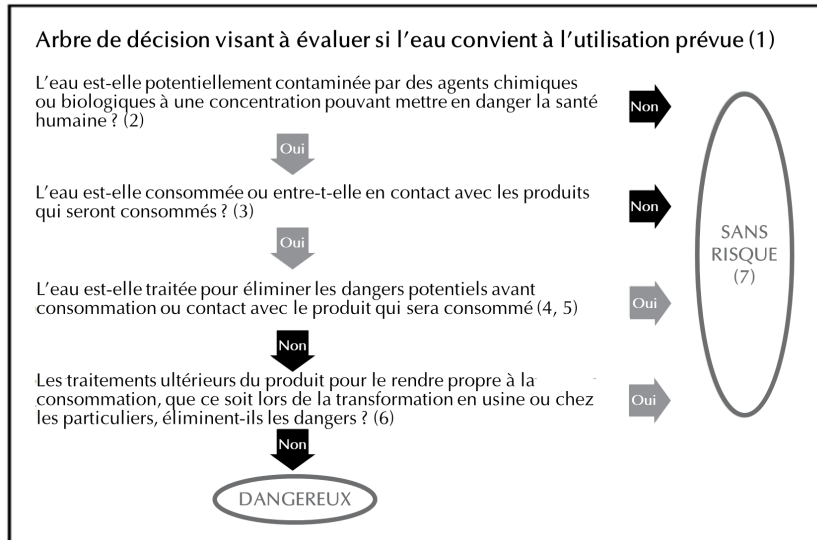 Arbre de décision visant à évaluer si l’eau convient à l’utilisation prévue (1)
L’eau est-elle potentiellement contaminée par des agents chimiques
ou biologiques à une concentration pouvant mettre en danger la santé
humaine ? (2)
Non
Oui
L’eau est-elle consommée ou entre-t-elle en contact avec les produits
qui seront consommés ? (3)
Non
Oui
SANS
RISQUE
(7)
L’eau est-elle traitée pour éliminer les dangers potentiels avant
consommation ou contact avec le produit qui sera consommé (4, 5)
Oui
Non
Les traitements ultérieurs du produit pour le rendre propre à la
consommation, que ce soit lors de la transformation en usine ou chez
les particuliers, éliminent-ils les dangers ? (6)
Oui
Non
DANGEREUX